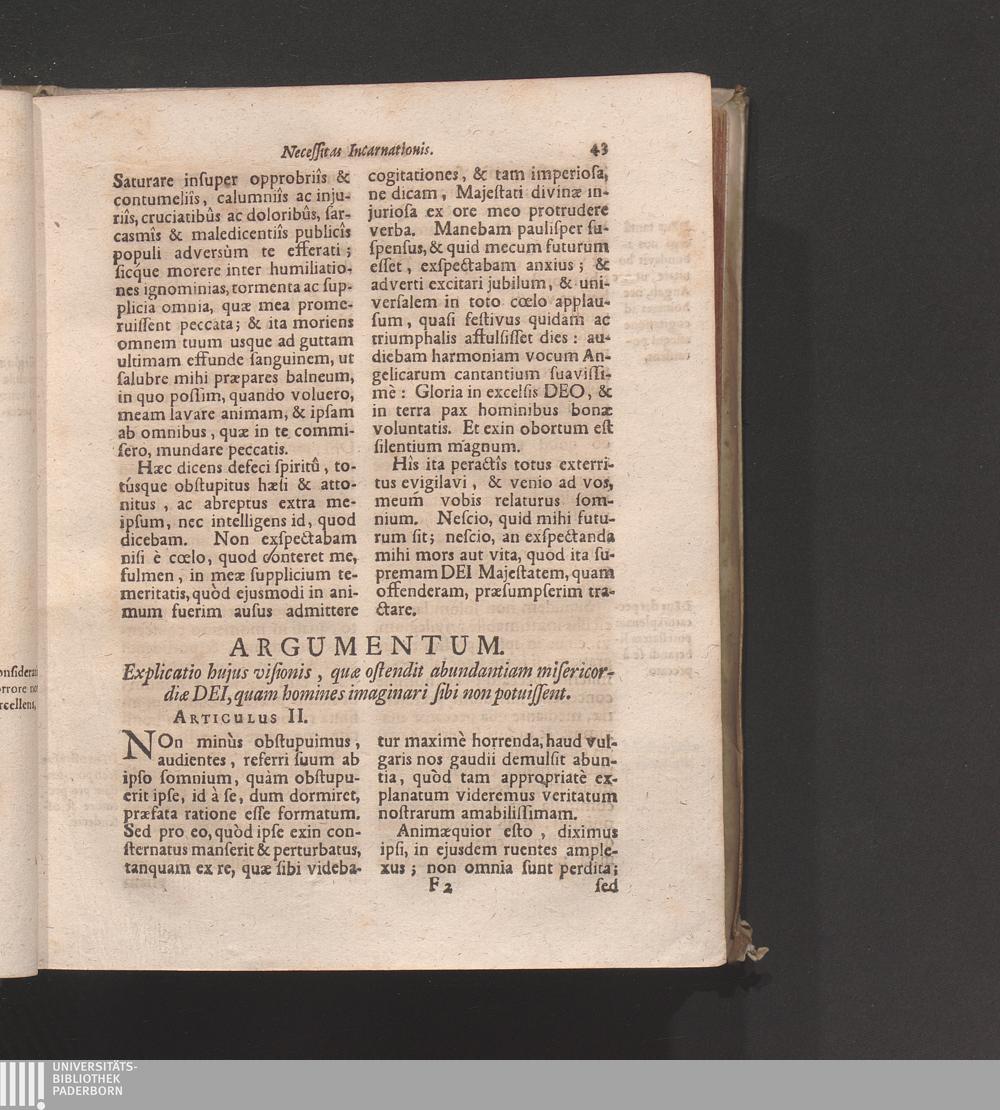 Necessitas Incarnationis. 43
Saturare insuper opprobriîs &
contumeliîs, calumniîs ac inju-
riîs, cruciatibûs ac doloribûs, sar-
casmîs & maledicentiîs publicîs
populi adversùm te efferati;
sicque morere inter humiliatio-
nes ignominias, tormenta ac sup-
plicia omnia, quæ mea prome-
ruissent peccata; & ita moriens
omnem tuum usque ad guttam
ultimam effunde sanguinem, ut
salubre mihi præpares balneum,
in quo possim, quando voluero,
meam lavare animam, & ipsam
ab omnibus, quæ in te commi-
sero, mundare peccatis.
Hæc dicens defeci spiritû, to-
túsque obstupitus hæsi & atto-
nitus, ac abreptus extra me-
ipsum, nec intelligens id, quod
dicebam. Non exspectabam
nisi è cœlo, quod conteret me,
fulmen, in meæ supplicium te-
meritatis, quòd ejusmodi in ani-
mum fuerim ausus admittere
cogitationes, & tam imperiosa,
ne dicam, Majestati divinæ in-
juriosa ex ore meo protrudere
verba. Manebam paulisper su-
spensus, & quid mecum futurum
esset, exspectabam anxius; &
adverti excitari jubilum, & uni-
versalem in toto cœlo applau-
sum, quasi festivus quidam ac
triumphalis affulsisset dies: au-
diebam harmoniam vocum An-
gelicarum cantantium suavissi-
mè: Gloria in excelsis DEO, &
in terra pax hominibus bonæ
voluntatis. Et exin obortum est
silentium magnum.
Hîs ita peractîs totus exterri-
tus evigilavi, & venio ad vos,
meum vobis relaturus som-
nium. Nescio, quid mihi futu-
rum sit; nescio, an exspectanda
mihi mors aut vita, quòd ita su-
premam DEI Majestatem, quam
offenderam, præsumpserim tra-
ctare.
ARGUMENTUM.
Explicatio hujus visionis, quæ ostendit abundantiam misericor-
diæ DEI, quam homines imaginari sibi non potuissent.
ARTICULUS II.
NOn minùs obstupuimus,
audientes, referri suum ab
ipso somnium, quàm obstupu-
erit ipse, id à se, dum dormiret,
præfata ratione esse formatum.
Sed pro eo, quòd ipse exin con-
sternatus manserit & perturbatus,
tanquam ex re, quæ sibi videba-
tur maximè horrenda, haud vul-
garis nos gaudii demulsit abun-
tia, quòd tam appropriatè ex-
planatum videremus veritatum
nostrarum amabilissimam.
Animæquior esto, diximus
ipsi, in ejusdem ruentes ample-
xus; non omnia sunt perdita;
F 2 sed
UNIVERSITÄTS-
BIBLIOTHEK
PADERBORN